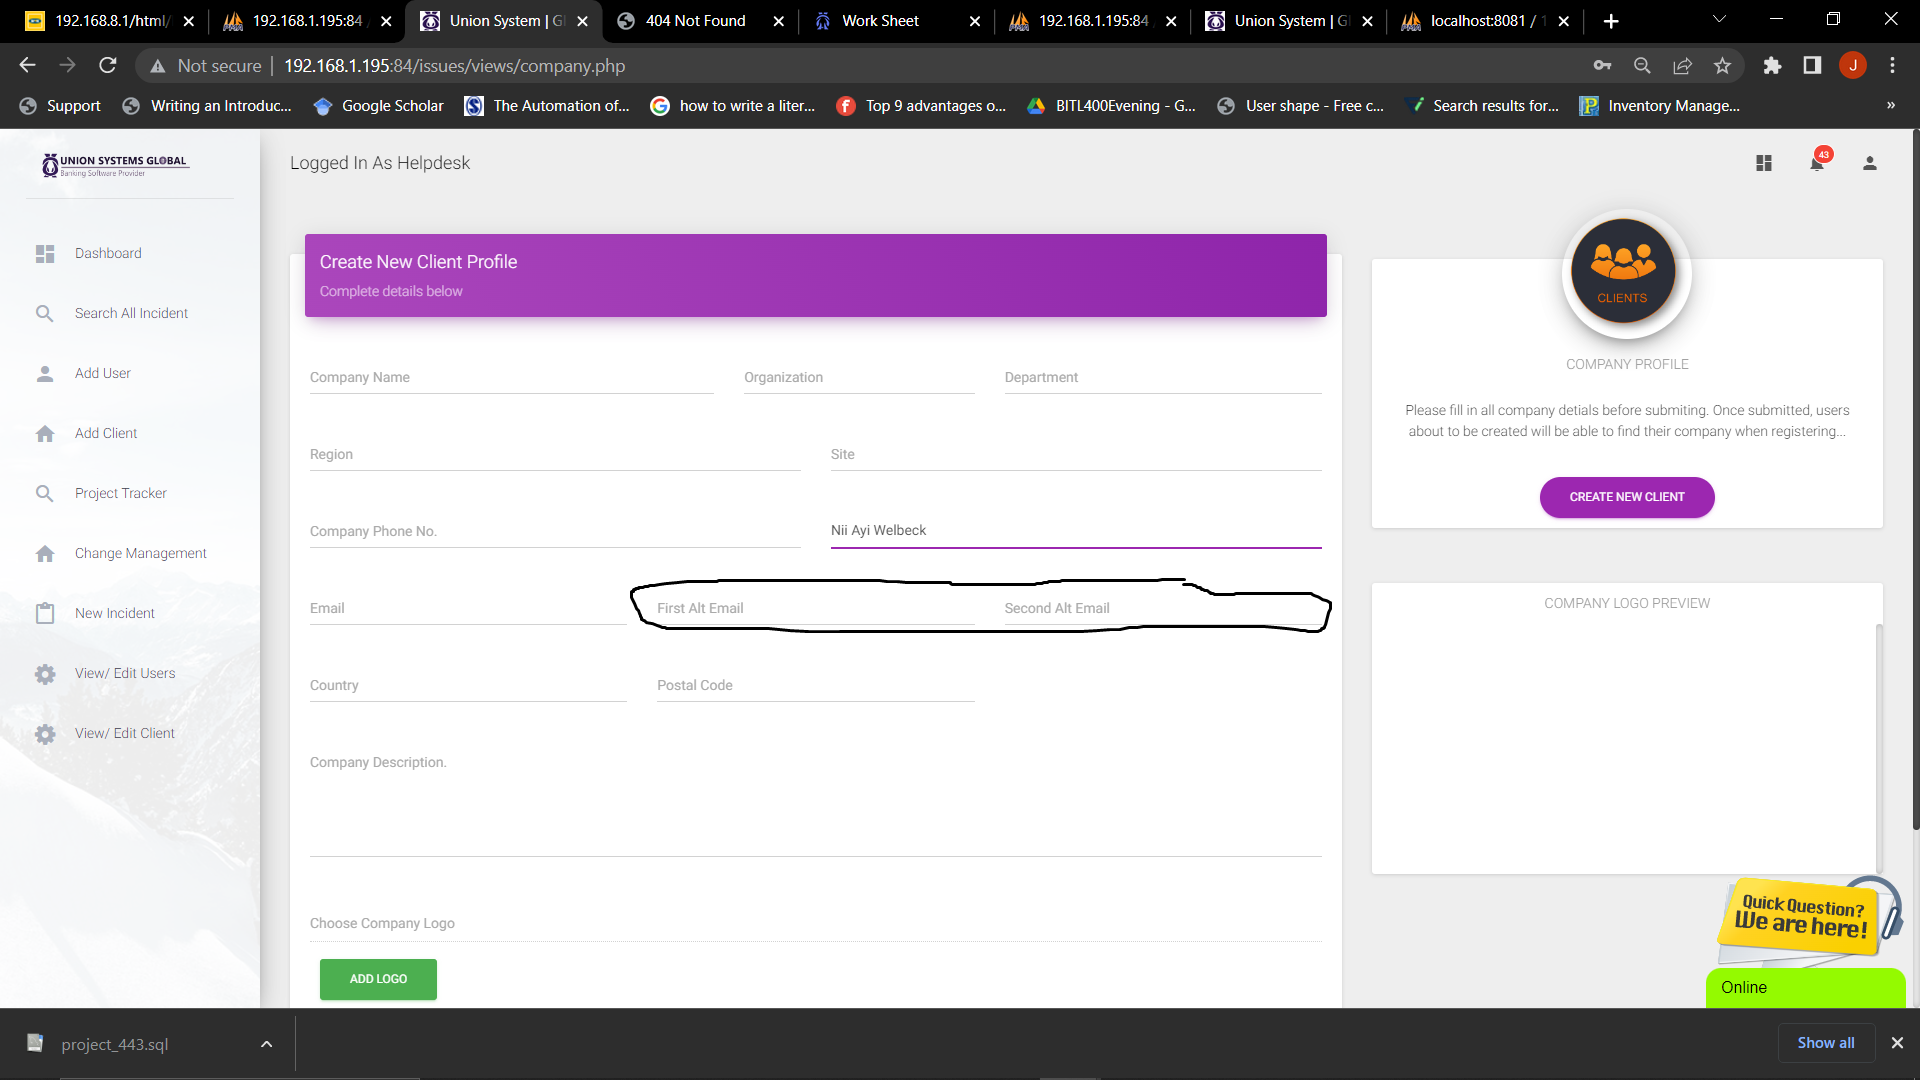 192.168.8.1/html/
192.168.1.195:84 /
Union System | Gl
404 Not Found
Work Sheet
192.168.1.195:84 /
Union System | Gl
localhost:8081 / 1
Not secure
192.168.1.195:84/issues/views/company.php
J
Support
Writing an Introduc...
Google Scholar
The Automation of...
how to write a liter...
Top 9 advantages o...
BITL400Evening - G...
User shape - Free c...
Search results for...
Inventory Manage...
»
UNION SYSTEMS GLOBAL
Banking Software Provider
Logged In As Helpdesk
43
Dashboard
Search All Incident
Add User
Add Client
Project Tracker
Change Management
New Incident
View/ Edit Users
View/ Edit Client
Create New Client Profile
Complete details below
Company Name
Organization
Department
Region
Site
Company Phone No.
Nii Ayi Welbeck
Email
First Alt Email
Second Alt Email
Country
Postal Code
Company Description.
Choose Company Logo
ADD LOGO
CLIENTS
COMPANY PROFILE
Please fill in all company detials before submiting. Once submitted, users
about to be created will be able to find their company when registering...
CREATE NEW CLIENT
COMPANY LOGO PREVIEW
Quick Question?
We are here!
Online
project_443.sql
Show all